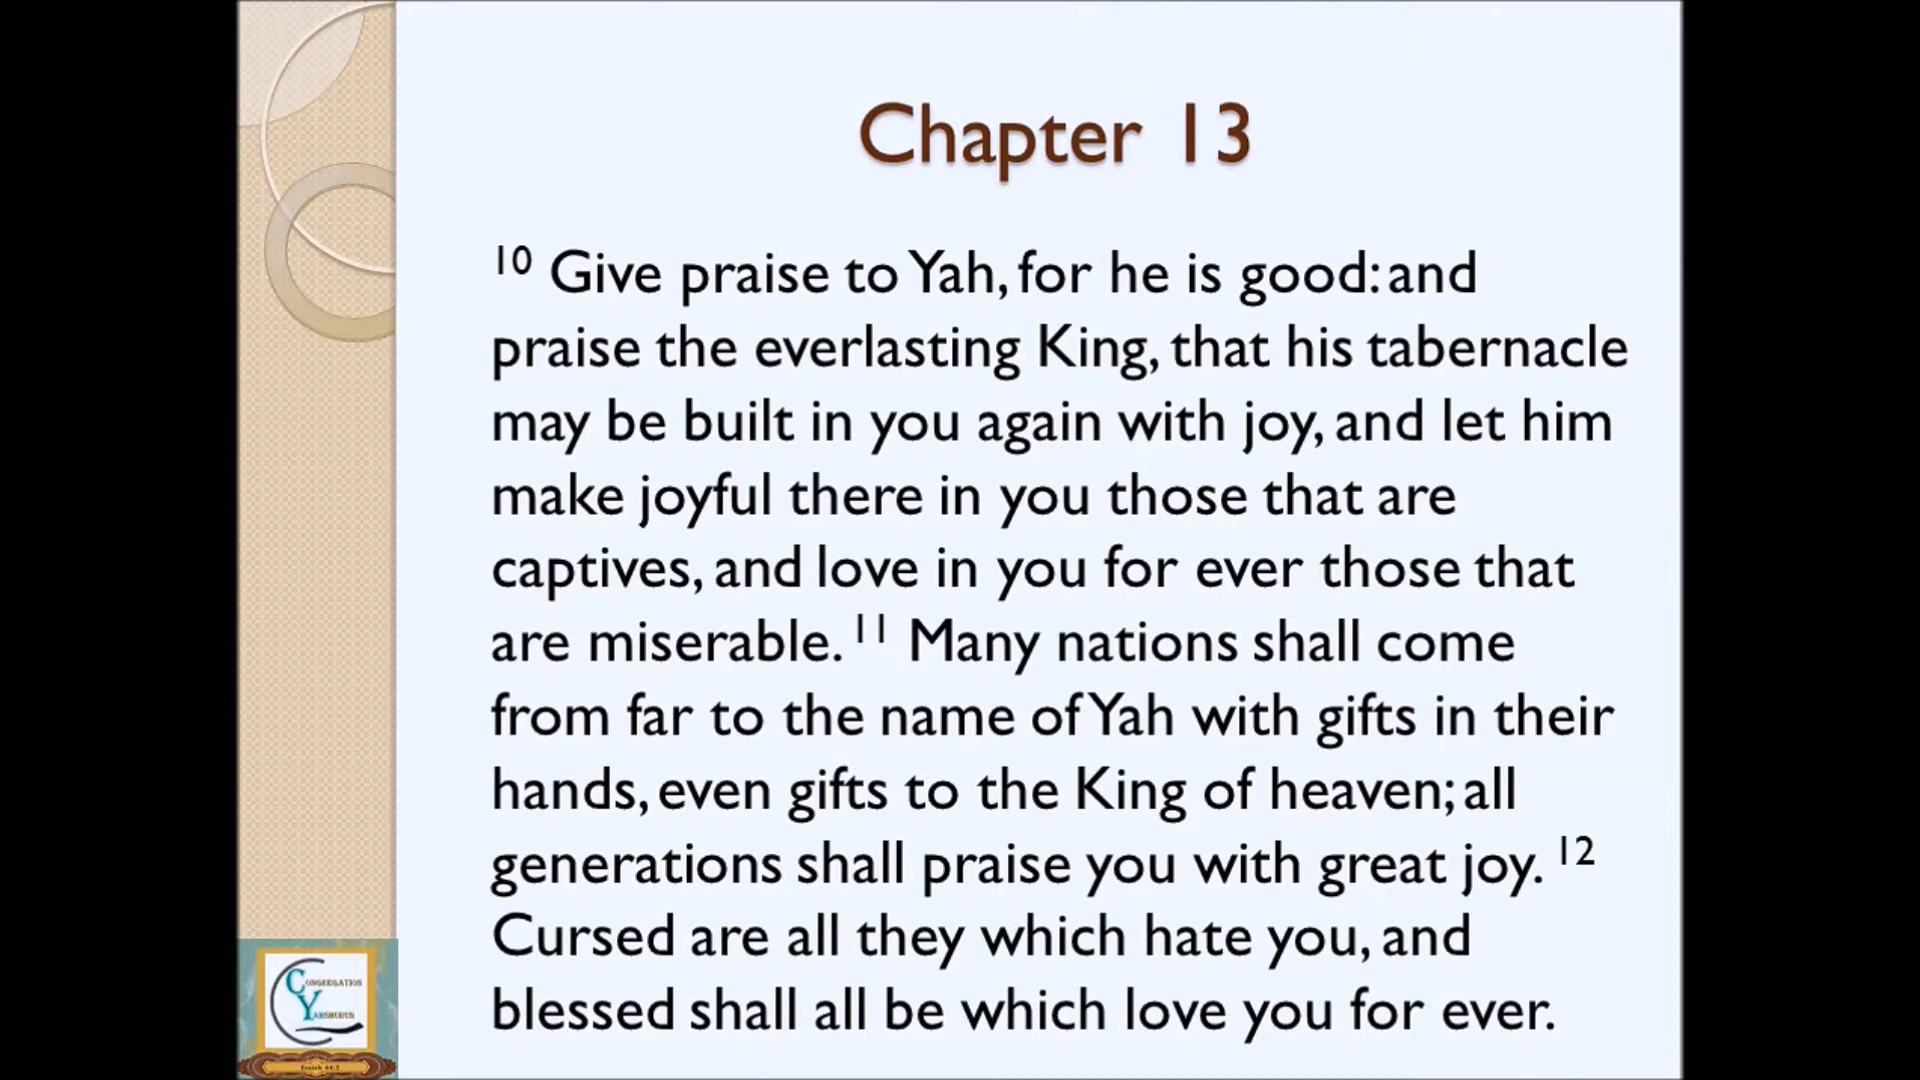 Chapter 13
10 Give praise to Yah, for he is good: and
praise the everlasting King, that his tabernacle
may be built in you again with joy, and let him
make joyful there in you those that are
captives, and love in you for ever those that
are miserable. 11 Many nations shall come
from far to the name of Yah with gifts in their
hands, even gifts to the King of heaven; all
generations shall praise you with great joy. 12
Cursed are all they which hate you, and
blessed shall all be which love you for ever.
Congregation
Yahshurun
Isaiah 44:2